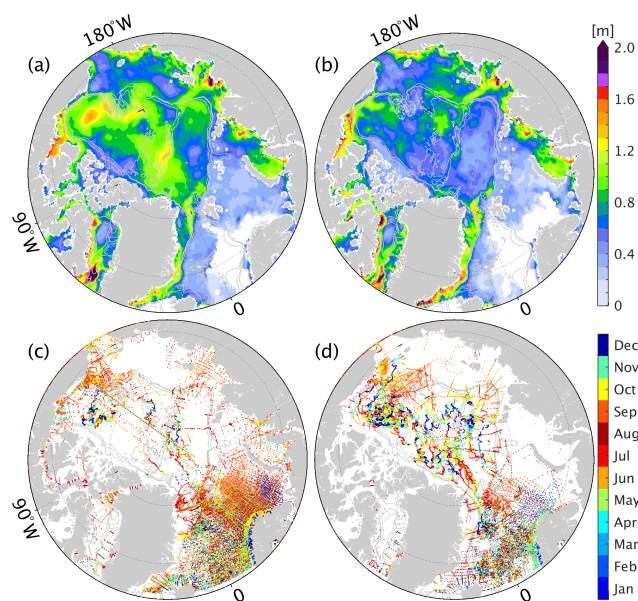 180°W
[m]
(a)
(b)
2.0
1.6
1.2
0.8
0.4
0
90°W
0
0
(c)
(d)
Dec
Nov
Oct
Sep
Aug
Jul
Jun
May
Apr
Mar
Feb
Jan
90°W
0
0